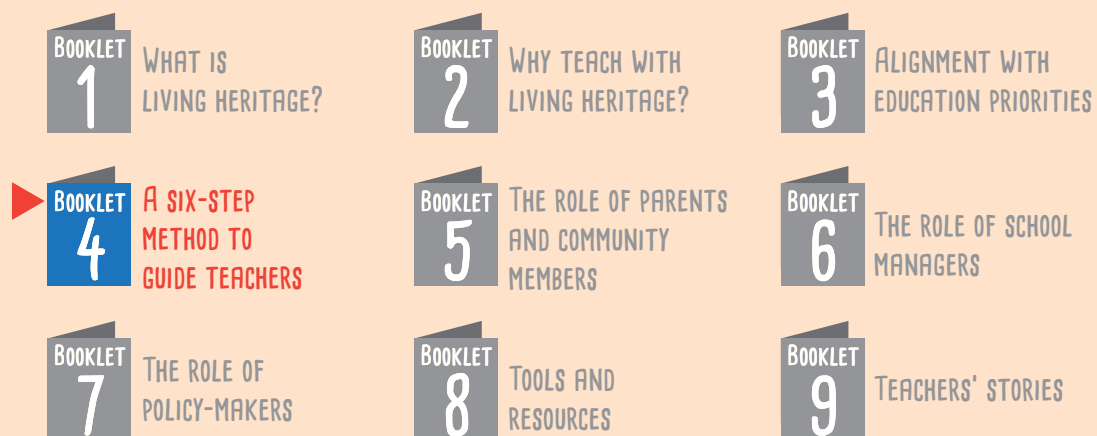 BOOKLET
1
WHAT IS
LIVING HERITAGE?
BOOKLET
2
WHY TEACH WITH
LIVING HERITAGE?
BOOKLET
3
ALIGNMENT WITH
EDUCATION PRIORITIES
BOOKLET
4
A SIX-STEP
METHOD TO
GUIDE TEACHERS
BOOKLET
5
THE ROLE OF PARENTS
AND COMMUNITY
MEMBERS
BOOKLET
6
THE ROLE OF SCHOOL
MANAGERS
BOOKLET
7
THE ROLE OF
POLICY-MAKERS
BOOKLET
8
TOOLS AND
RESOURCES
BOOKLET
9
TEACHERS' STORIES